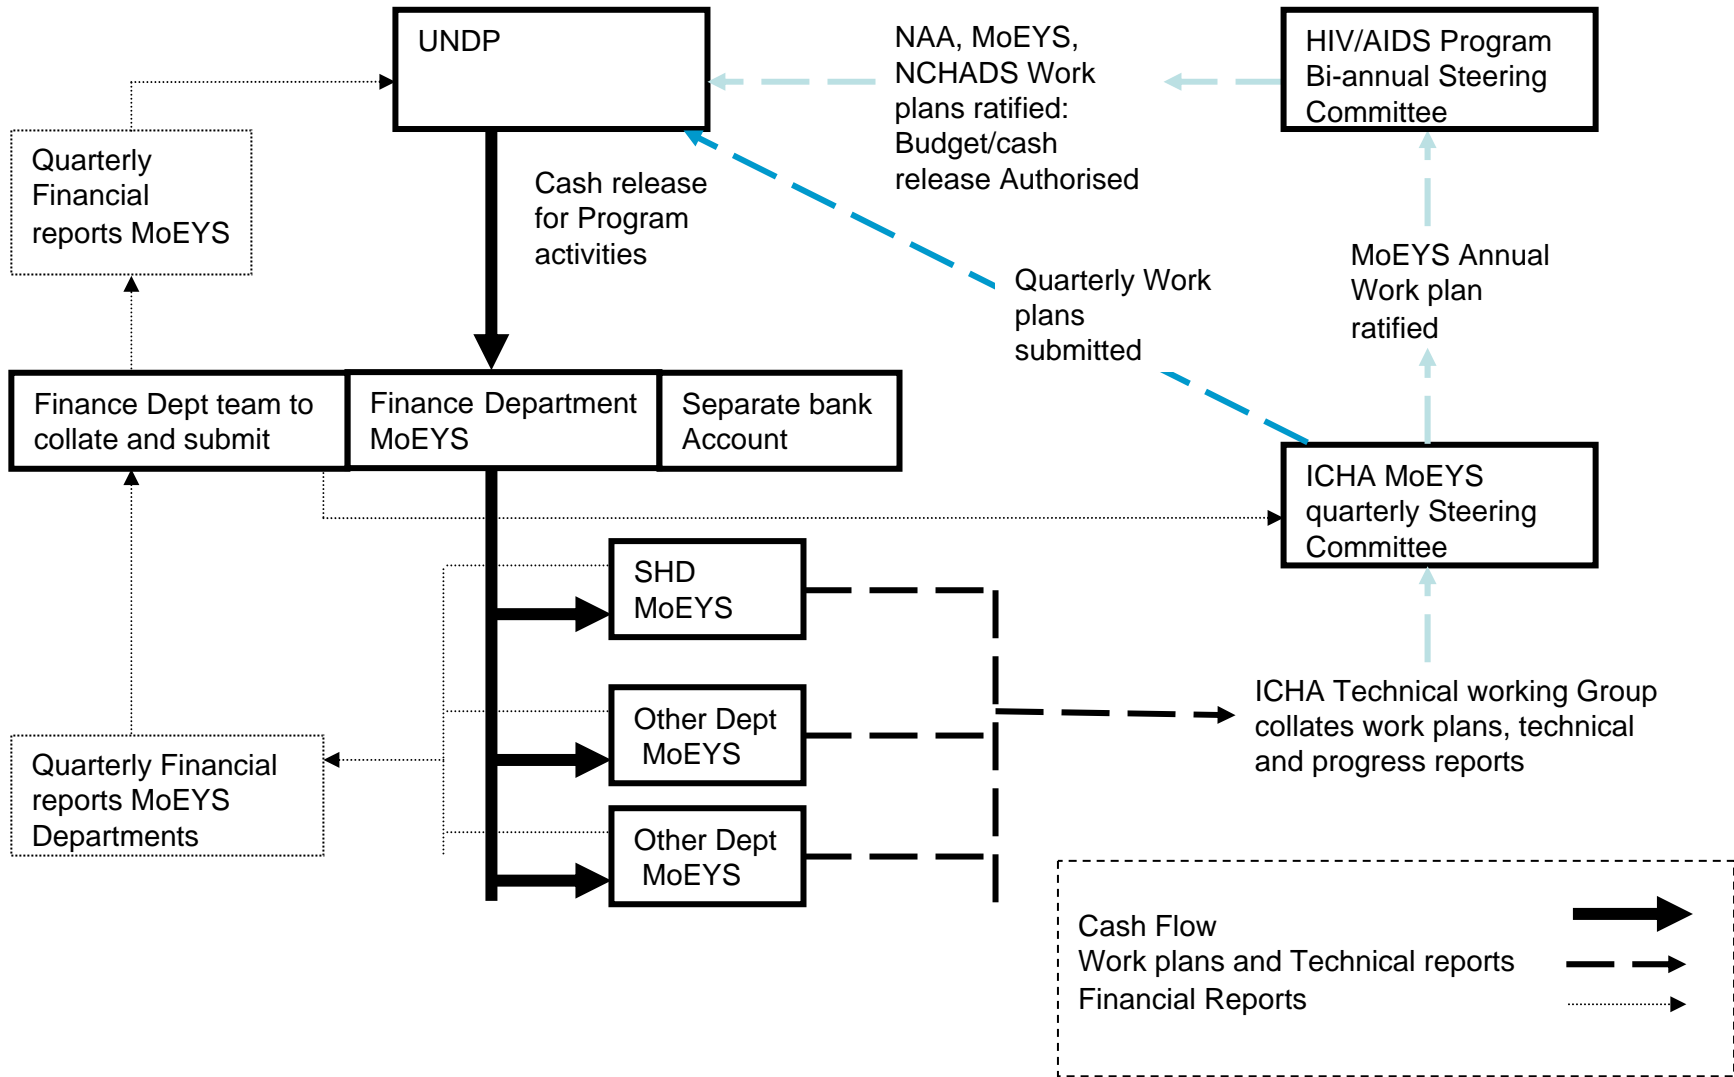 UNDP
NAA, MoEYS,
NCHADS Work
plans ratified:
Budget/cash
release Authorised
HIV/AIDS Program
Bi-annual Steering
Committee
Quarterly
Financial
reports MoEYS
Cash release
for Program
activities
Quarterly Work
plans
submitted
MoEYS Annual
Work plan
ratified
Finance Dept team to
collate and submit
Finance Department
MoEYS
Separate bank
Account
ICHA MoEYS
quarterly Steering
Committee
SHD
MoEYS
Other Dept
MoEYS
Other Dept
MoEYS
ICHA Technical working Group
collates work plans, technical
and progress reports
Quarterly Financial
reports MoEYS
Departments
Cash Flow
Work plans and Technical reports
Financial Reports